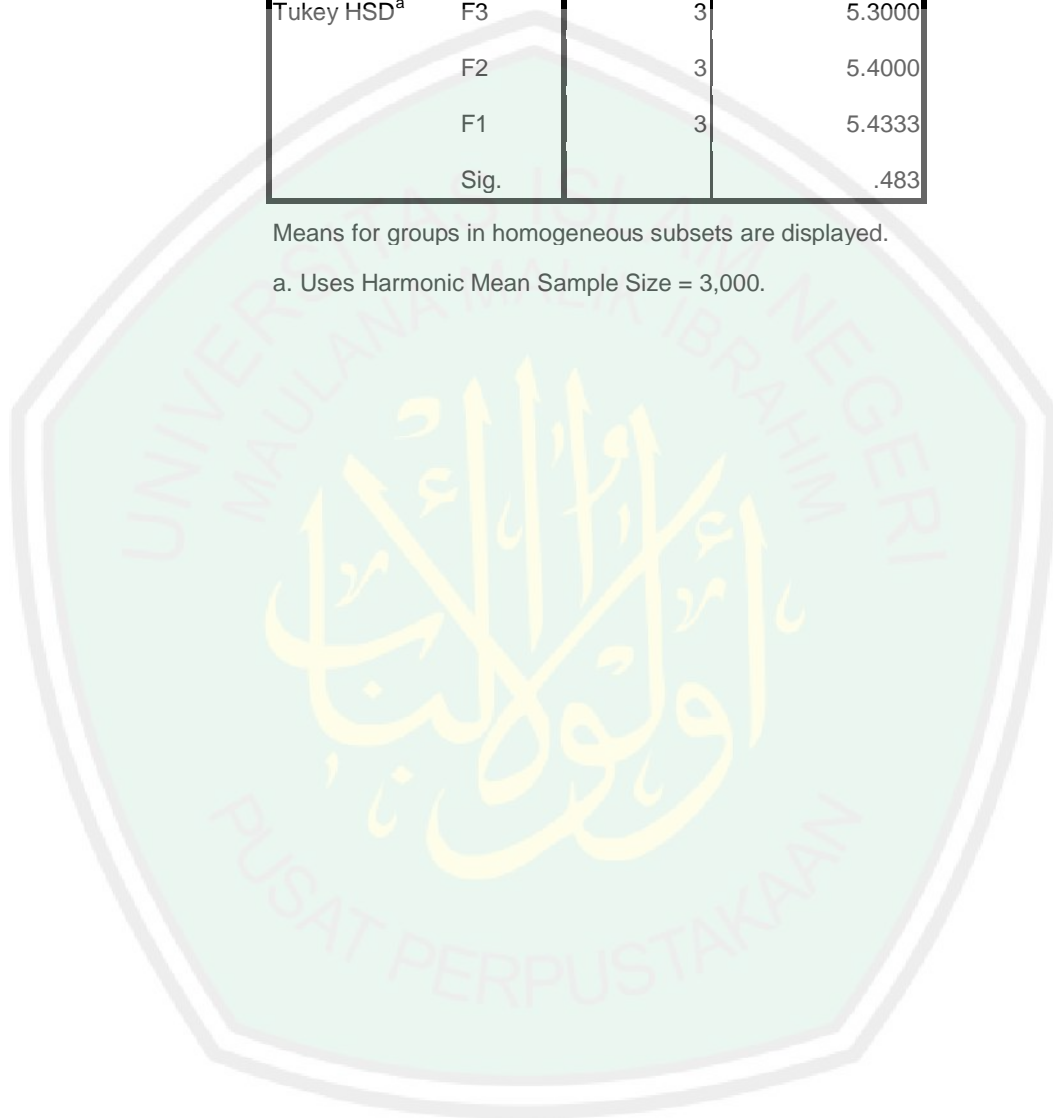 Tukey HSDa F3 3 5.3000
F2 3 5.4000
F1 3 5.4333
Sig. .483
Means for groups in homogeneous subsets are displayed.
a. Uses Harmonic Mean Sample Size = 3,000.
UNIVERSITAS ISLAM NEGERI
MAULANA MALIK IBRAHIM
أولوا الألباب
PUSAT PERPUSTAKAAN